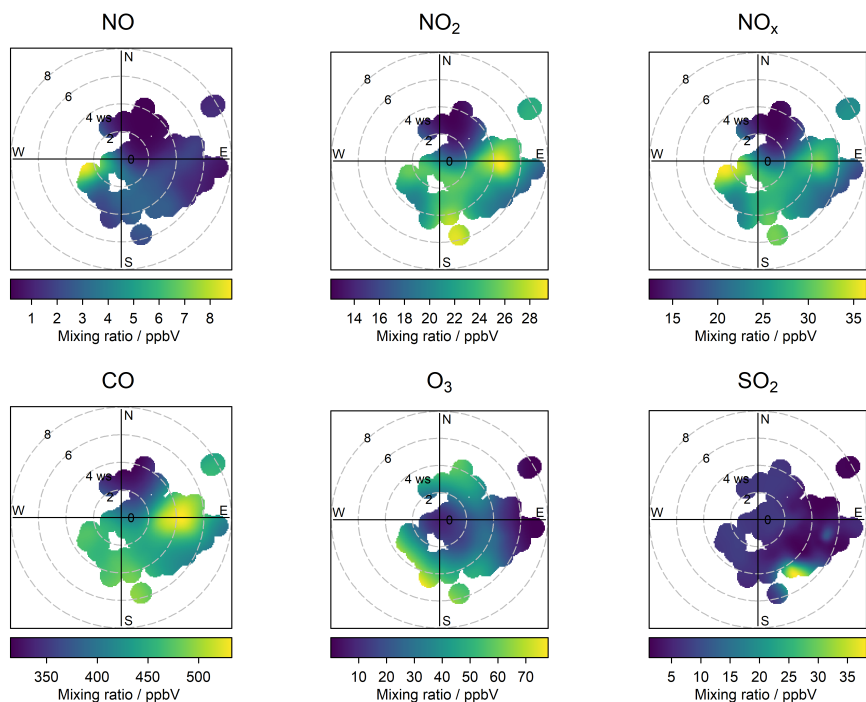 NO NO₂ NOₓ
N N N
8 8 8
6 6 6
4 ws 4 ws 4 ws
2 2 2
W 0 E W 0 E W 0 E
S S S
1 2 3 4 5 6 7 8 14 16 18 20 22 24 26 28 15 20 25 30 35
Mixing ratio / ppbV Mixing ratio / ppbV Mixing ratio / ppbV
CO O₃ SO₂
N N N
8 8 8
6 6 6
4 ws 4 ws 4 ws
2 2 2
W 0 E W 0 E W 0 E
S S S
350 400 450 500 10 20 30 40 50 60 70 5 10 15 20 25 30 35
Mixing ratio / ppbV Mixing ratio / ppbV Mixing ratio / ppbV